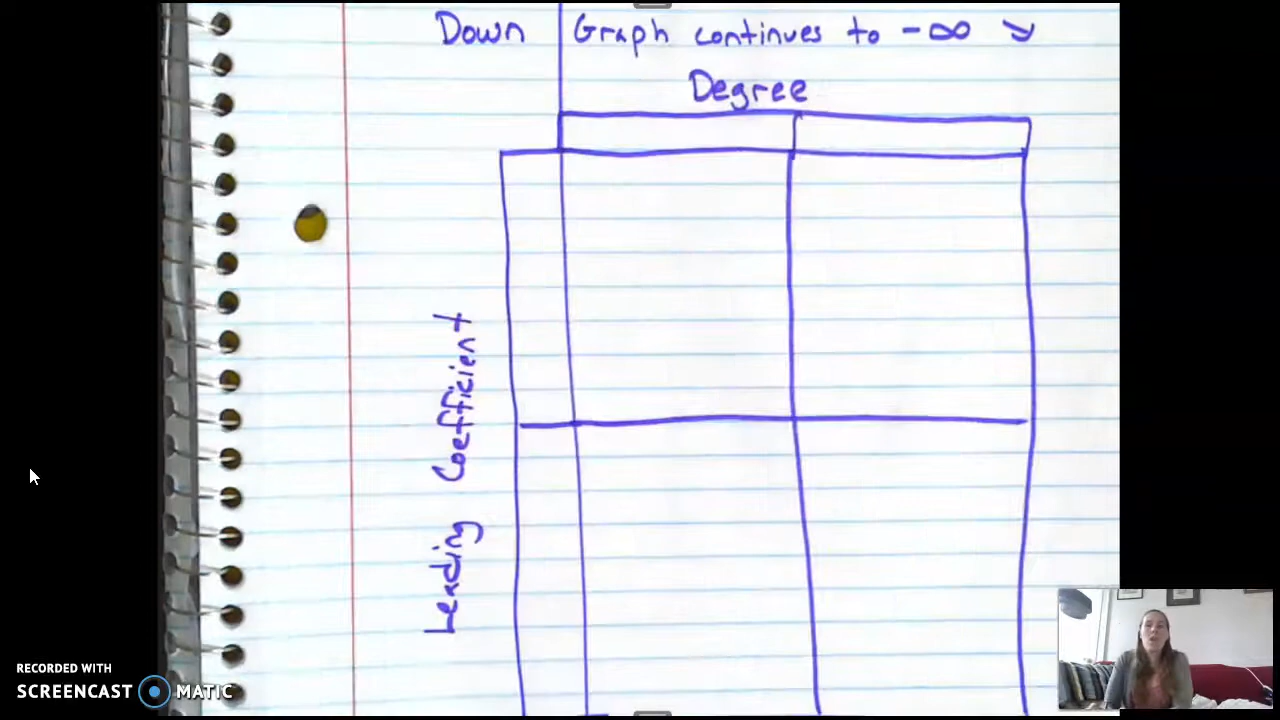 Down Graph continues to -∞ ↘
Degree
Leading Coefficient
RECORDED WITH
SCREENCAST MATIC